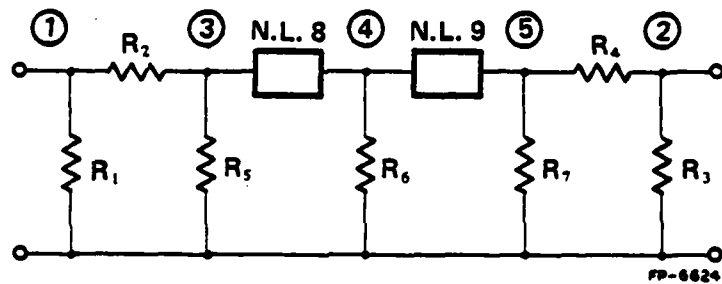 ① R₂ ③ N.L. 8 ④ N.L. 9 ⑤ R₄ ②
R₁ R₅ R₆ R₇ R₃
FP-6624